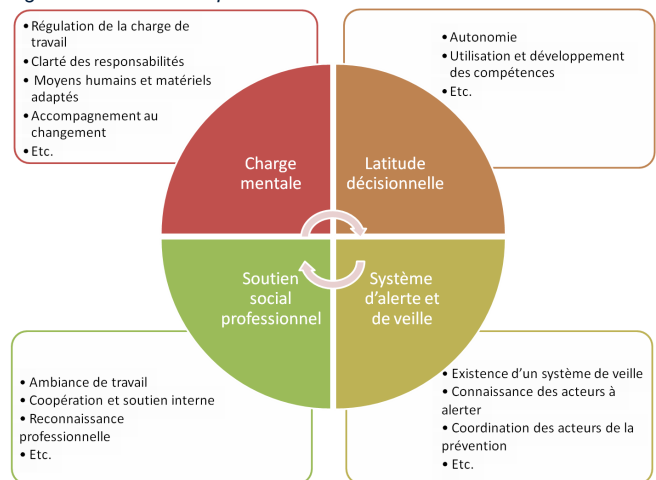 • Régulation de la charge de
travail
• Clarté des responsabilités
• Moyens humains et matériels
adaptés
• Accompagnement au
changement
• Etc.
• Autonomie
• Utilisation et développement
des compétences
• Etc.
Charge
mentale
Latitude
décisionnelle
Soutien
social
professionnel
Système
d’alerte et
de veille
• Ambiance de travail
• Coopération et soutien interne
• Reconnaissance
professionnelle
• Etc.
• Existence d’un système de veille
• Connaissance des acteurs à
alerter
• Coordination des acteurs de la
prévention
• Etc.